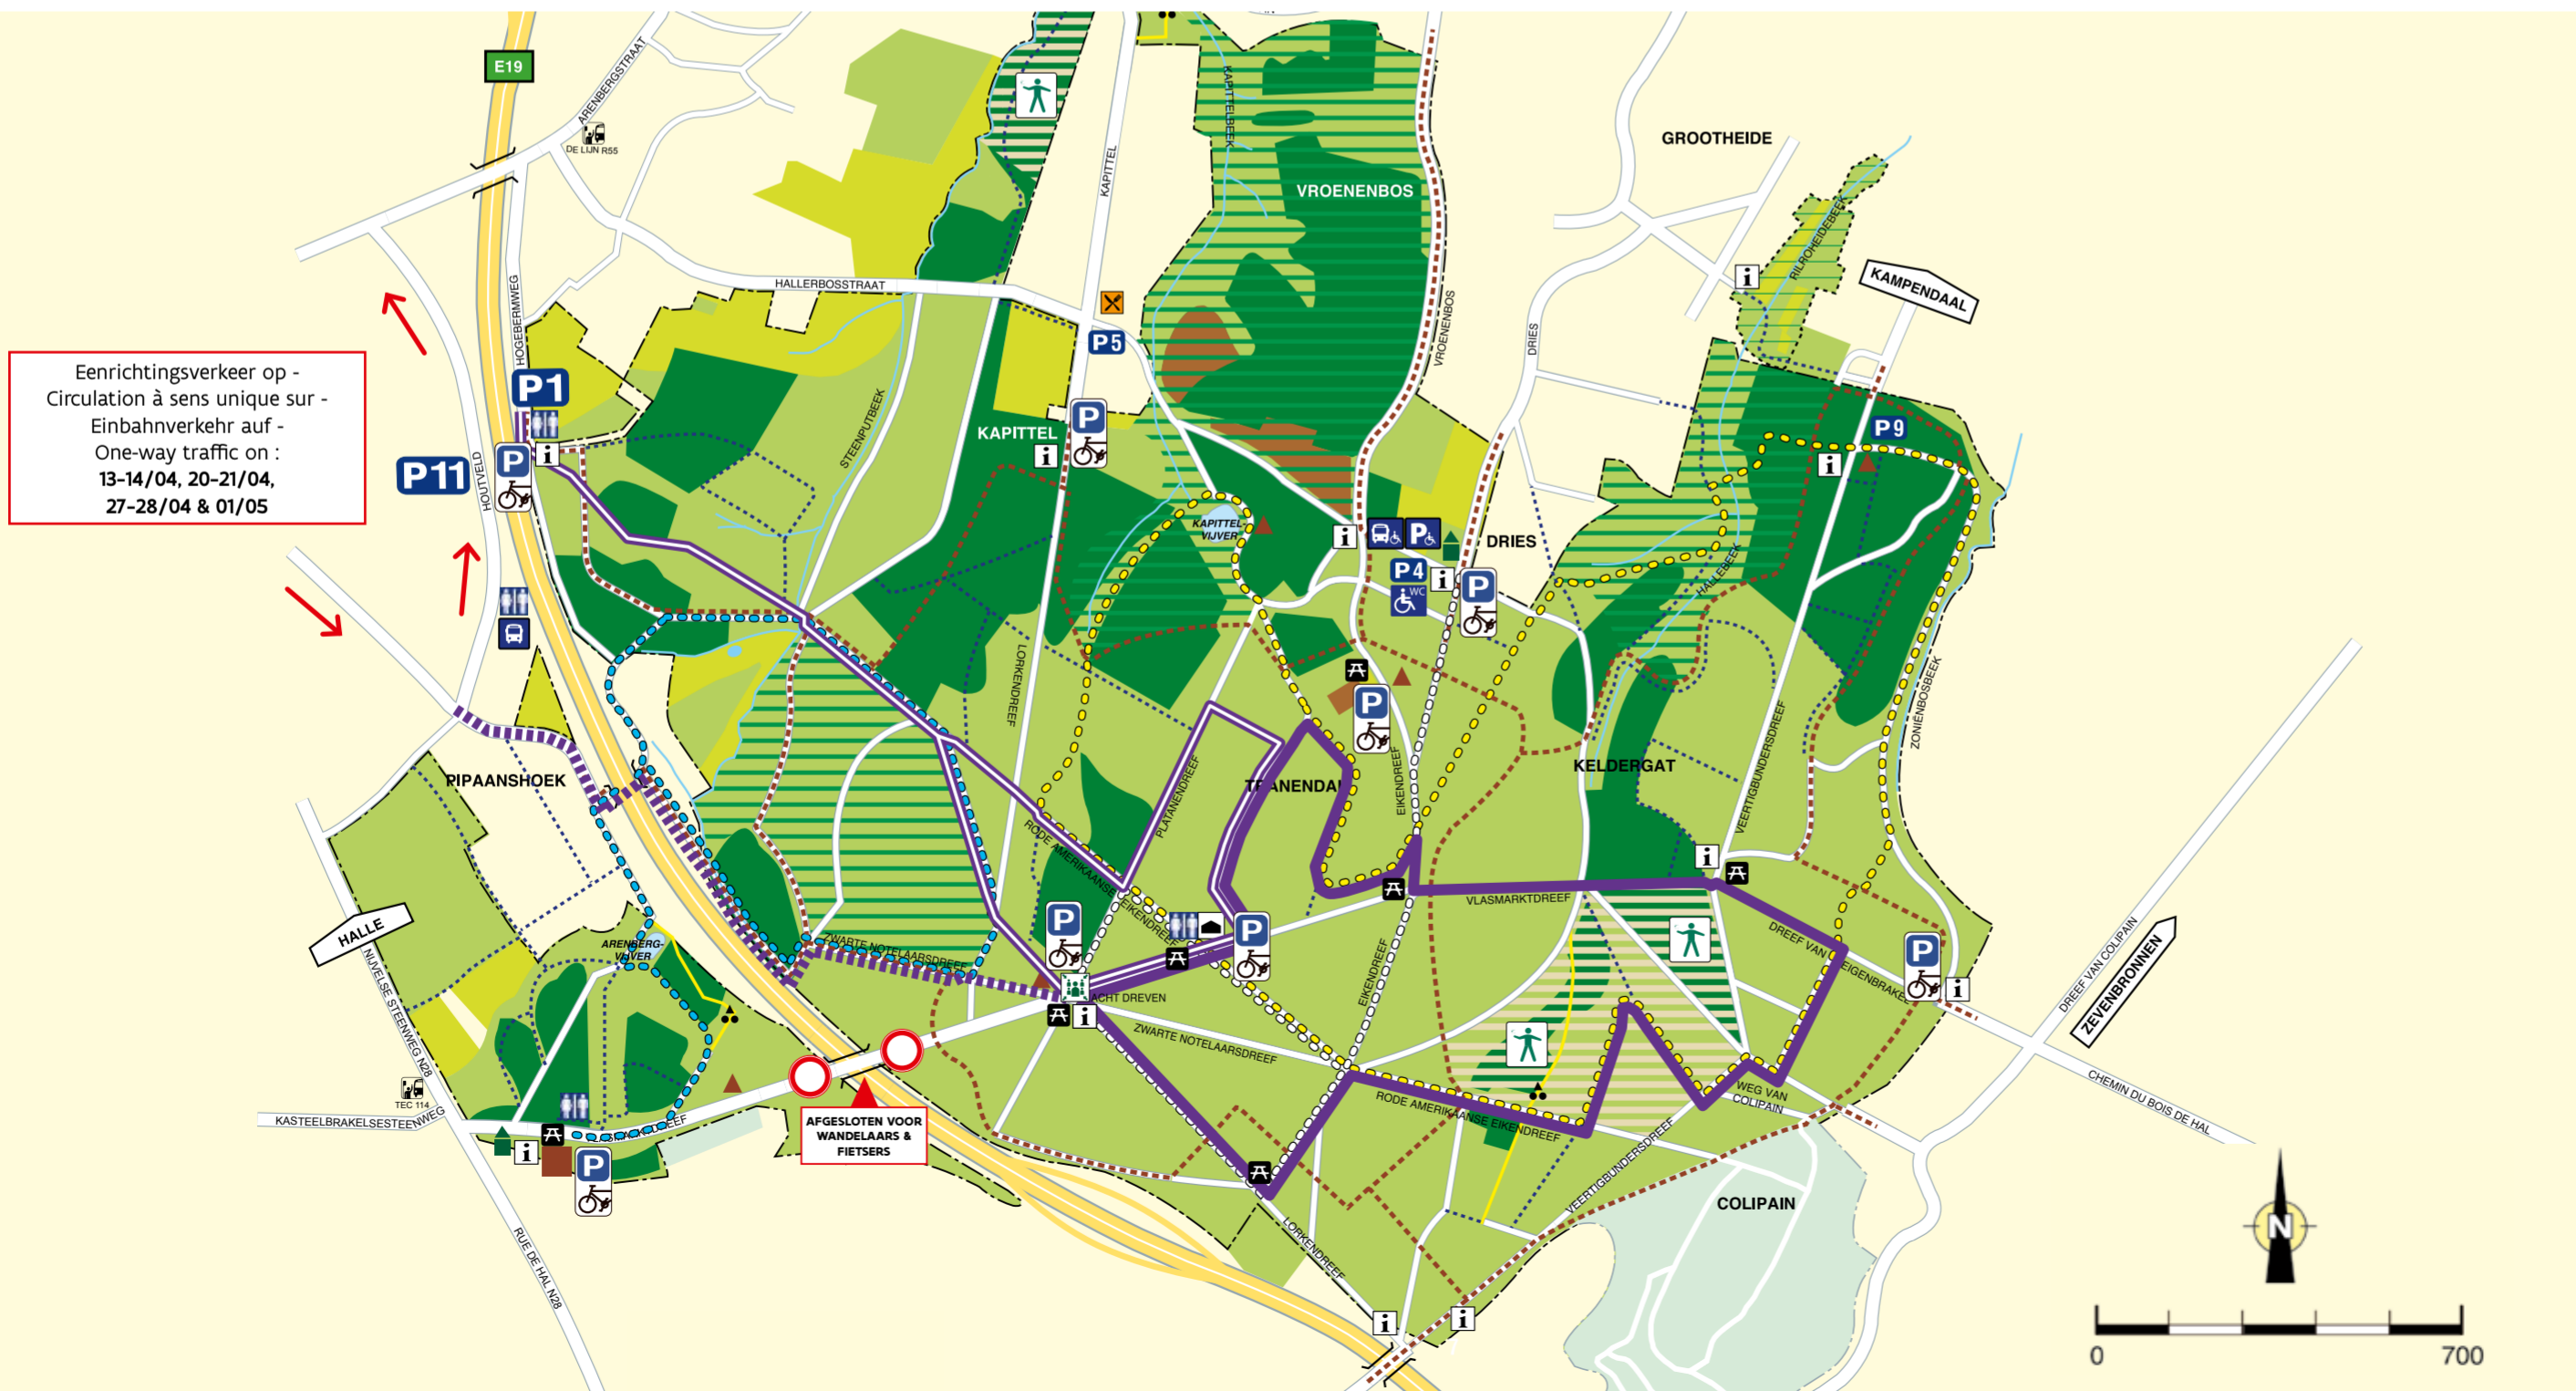 E19
ARENBERGSTRAAT
DE LIJN R55
KAPITTEL
KAPITTELBEEK
VROENENBOS
GROOTHEIDE
RILROHEIDEBEEK
i
KAMPENDAAL
HALLERBOSSTRAAT
HOGEBERMWEG
P5
VROENENBOS
DRIES
Eenrichtingsverkeer op -
Circulation à sens unique sur -
Einbahnverkehr auf -
One-way traffic on :
13-14/04, 20-21/04,
27-28/04 & 01/05
P1
P11
HOUTVELD
P
i
STEENPUTBEEK
KAPITTEL
i
P
P9
i
KAPITTEL-
VIJVER
i
P
DRIES
P4
i
WC
P
HALLEBEEK
ZONIËNBOSBEEK
LORKENDREEF
P
PIPAANSHOEK
PLATANENDREEF
EIKENDREEF
KELDERGAT
VEERTIGBUNDERSDREEF
RODE AMERIKAANSE EIKENDREEF
i
VLASMARKTDREEF
HALLE
ARENBERG-
VIJVER
ZWARTE NOTELAARSDREEF
P
P
EIKENDREEF
DREEF VAN EIGENBRAKEL
P
i
DREEF VAN COLIPAIN
ZEVENBRONNEN
NIJVELSE STEENWEG N28
ACHT DREVEN
i
ZWARTE NOTELAARSDREEF
TEC 114
KASTEELBRAKELSESTEENWEG
i
P
AFGESLOTEN VOOR
WANDELAARS &
FIETSERS
RODE AMERIKAANSE EIKENDREEF
WEG VAN
COLIPAIN
CHEMIN DU BOIS DE HAL
VEERTIGBUNDERSDREEF
COLIPAIN
RUE DE HAL N28
LORKENDREEF
i
i
N
0
700